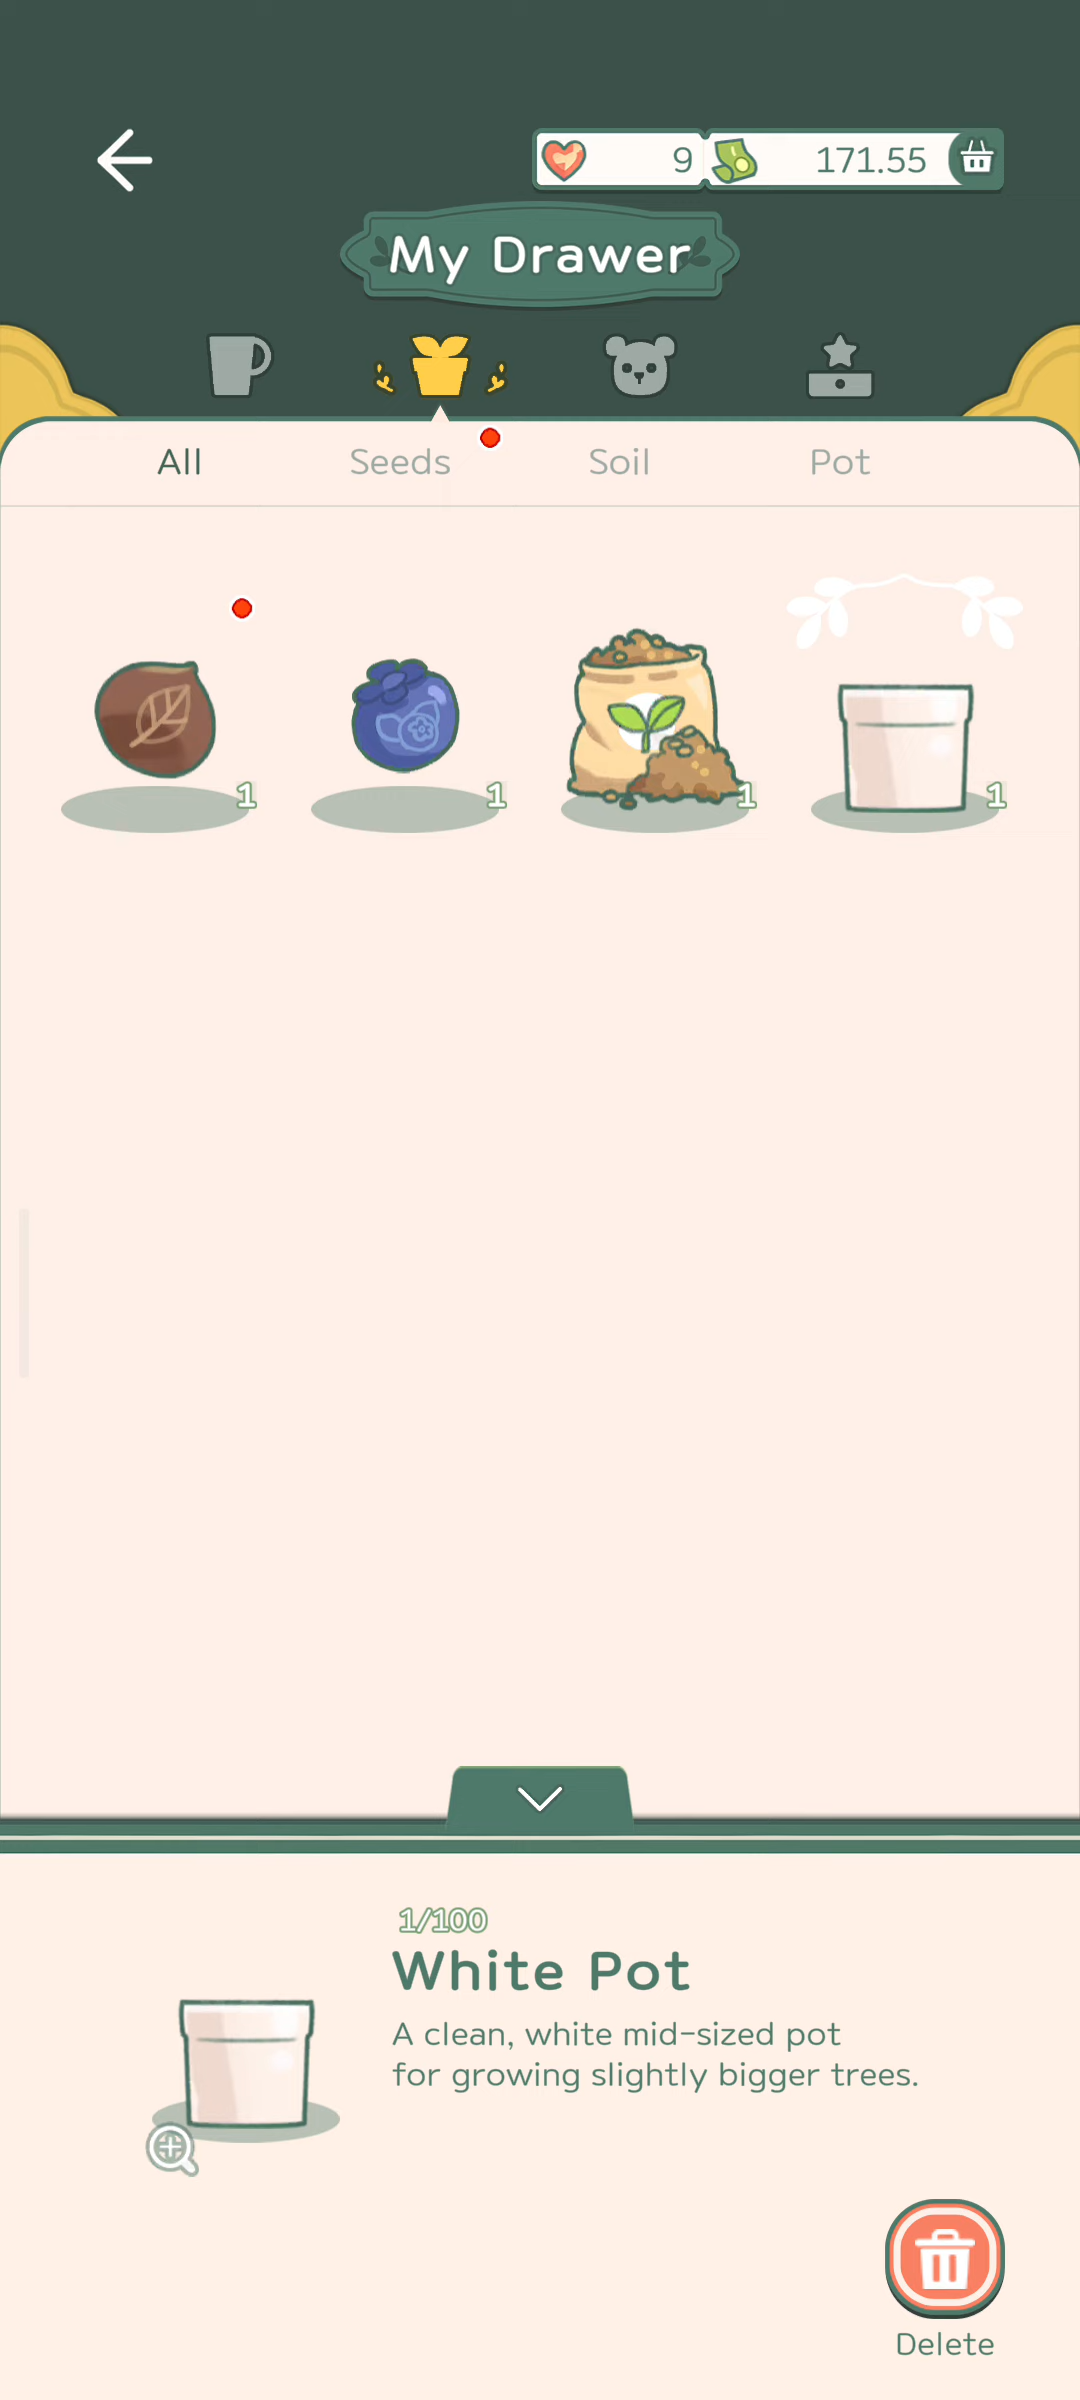 9
171.55
My Drawer
All
Seeds
Soil
Pot
1
1
1
1
1/100
White Pot
A clean, white mid-sized pot
for growing slightly bigger trees.
Delete